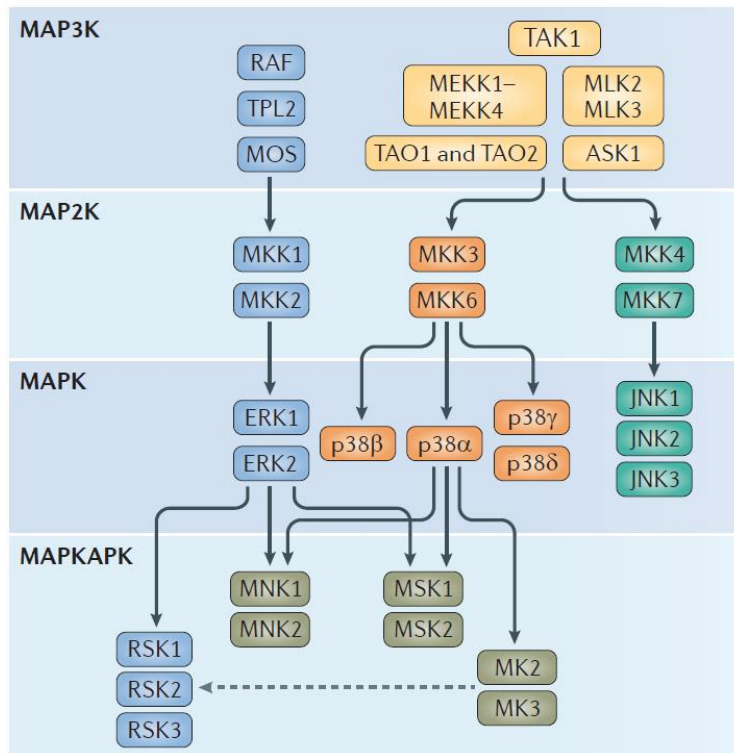 MAP3K
TAK1
RAF
TPL2
MOS
MEKK1–
MEKK4
MLK2
MLK3
TAO1 and TAO2
ASK1
MAP2K
MKK1
MKK2
MKK3
MKK6
MKK4
MKK7
MAPK
ERK1
ERK2
p38β
p38α
p38γ
p38δ
JNK1
JNK2
JNK3
MAPKAPK
MNK1
MNK2
MSK1
MSK2
RSK1
RSK2
RSK3
MK2
MK3